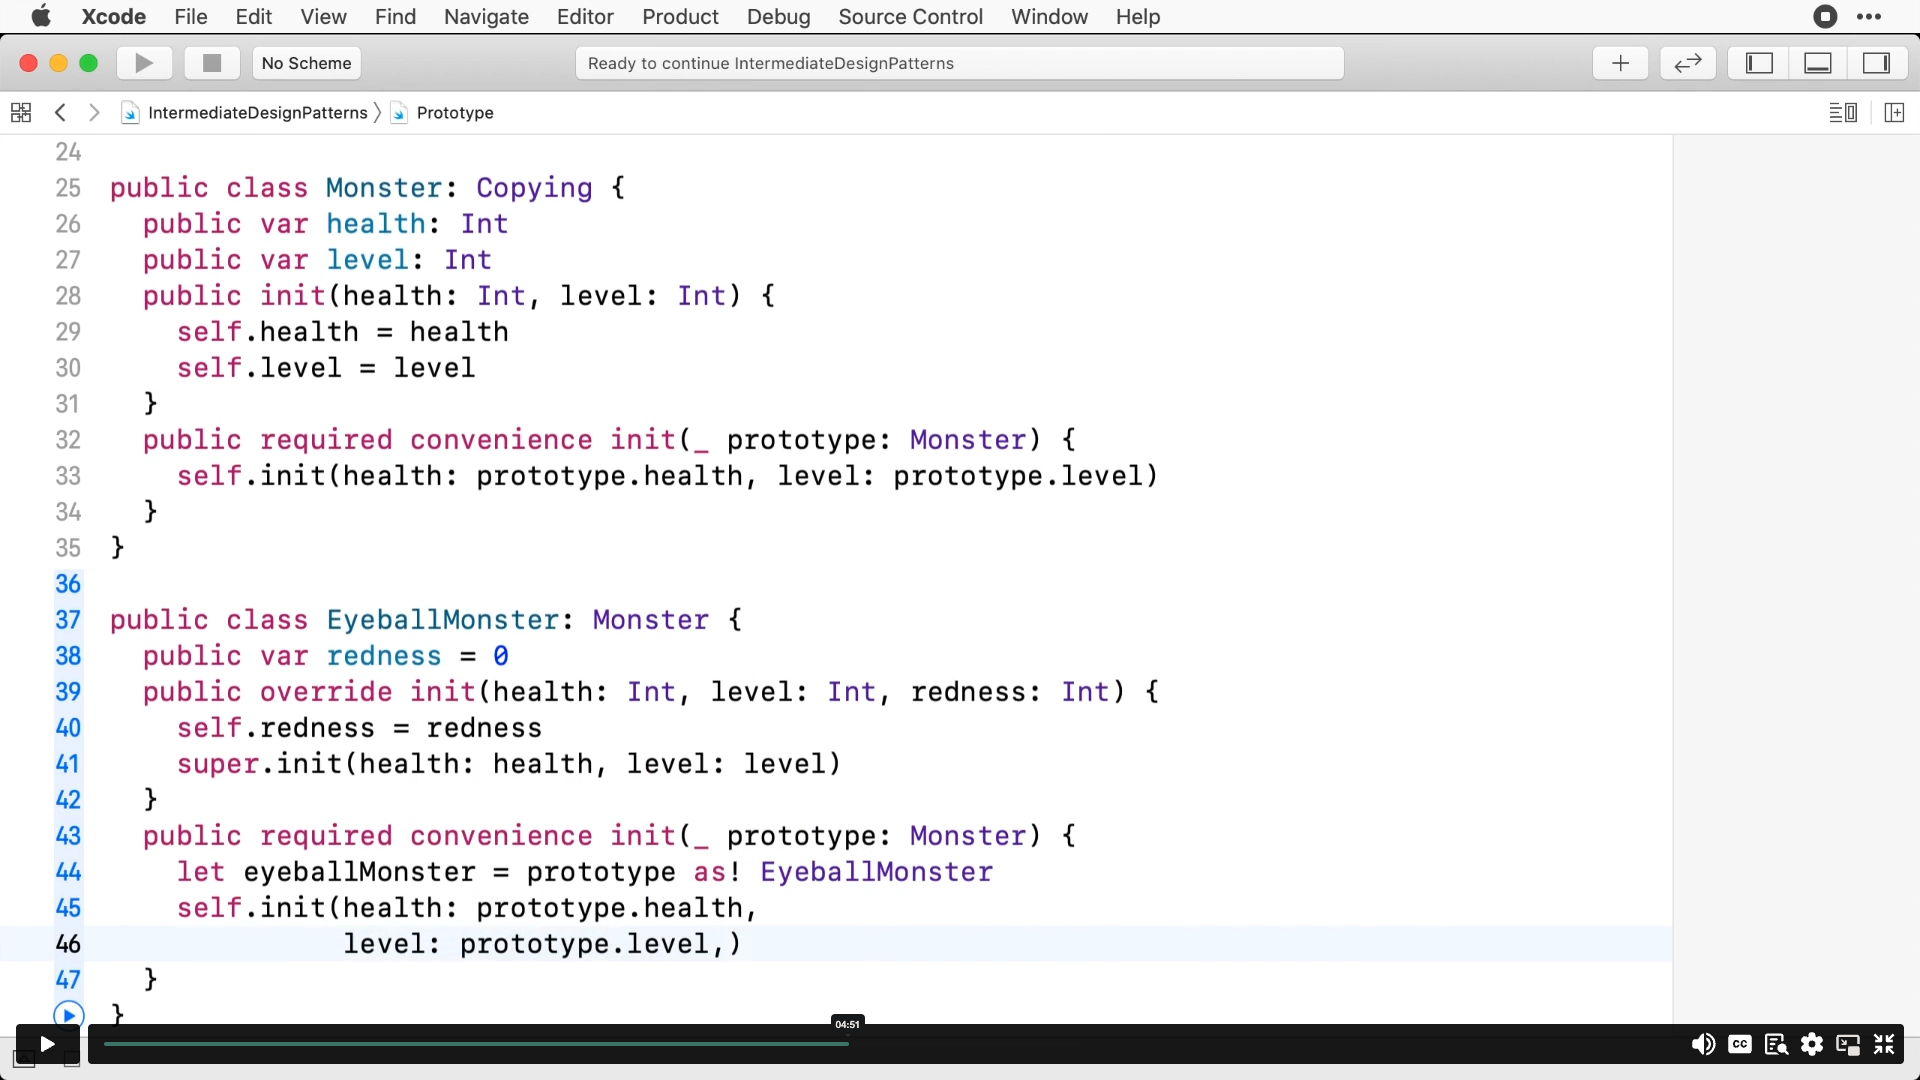 Xcode File Edit View Find Navigate Editor Product Debug Source Control Window Help
No Scheme
Ready to continue IntermediateDesignPatterns
IntermediateDesignPatterns
Prototype
24
25 public class Monster: Copying {
26 public var health: Int
27 public var level: Int
28 public init(health: Int, level: Int) {
29 self.health = health
30 self.level = level
31 }
32 public required convenience init(_ prototype: Monster) {
33 self.init(health: prototype.health, level: prototype.level)
34 }
35 }
36
37 public class EyeballMonster: Monster {
38 public var redness = 0
39 public override init(health: Int, level: Int, redness: Int) {
40 self.redness = redness
41 super.init(health: health, level: level)
42 }
43 public required convenience init(_ prototype: Monster) {
44 let eyeballMonster = prototype as! EyeballMonster
45 self.init(health: prototype.health,
46 level: prototype.level,)
47 }
}
04:51
CC